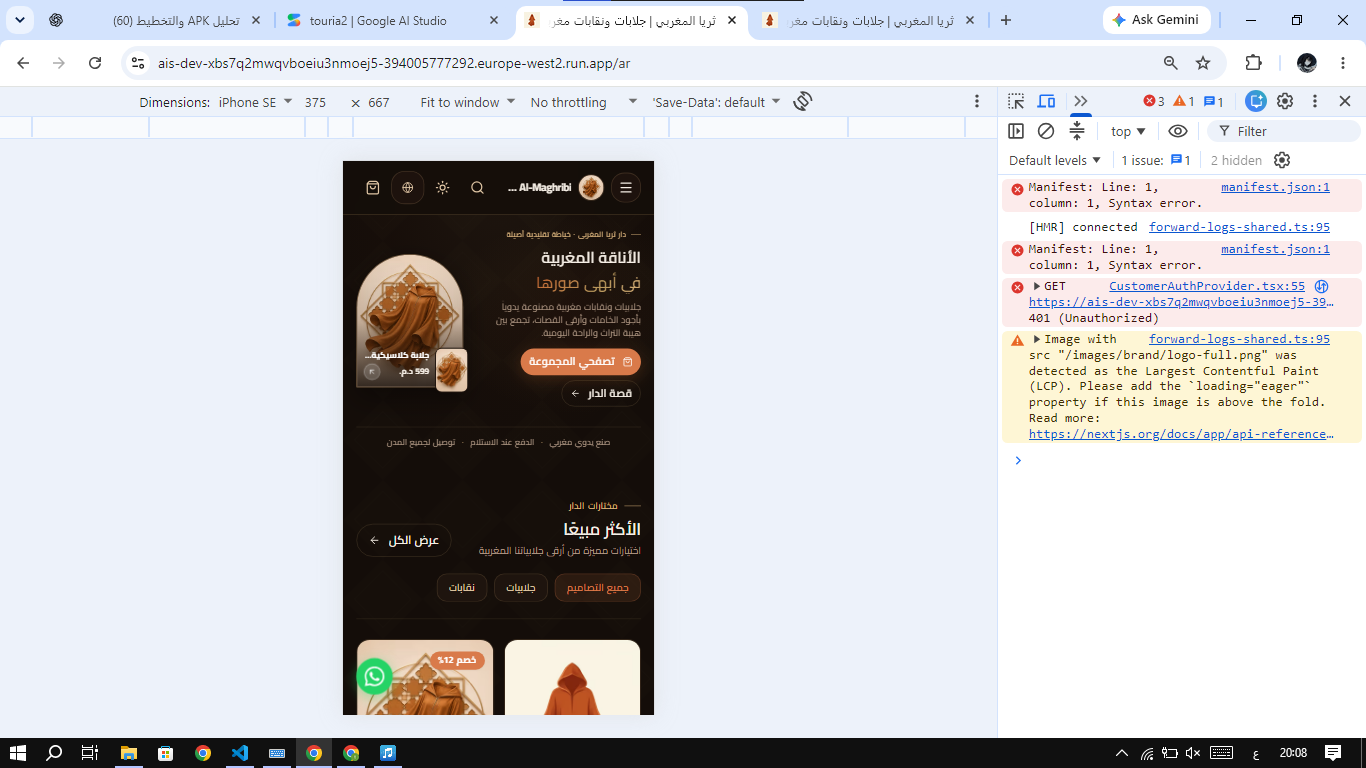 تحليل APK والتخطيط (60)
touria2 | Google AI Studio
ثريا المغربي | جلابات ونقابات مغر
ثريا المغربي | جلابات ونقابات مغر
Ask Gemini
ais-dev-xbs7q2mwqvboeiu3nmoej5-394005777292.europe-west2.run.app/ar
Dimensions: iPhone SE 375 × 667 Fit to window No throttling 'Save-Data': default
3 1 1
top Filter
Default levels 1 issue: 1 2 hidden
Manifest: Line: 1, manifest.json:1
column: 1, Syntax error.
[HMR] connected forward-logs-shared.ts:95
Manifest: Line: 1, manifest.json:1
column: 1, Syntax error.
GET CustomerAuthProvider.tsx:55
https://ais-dev-xbs7q2mwqvboeiu3nmoej5-39…
401 (Unauthorized)
Image with forward-logs-shared.ts:95
src "/images/brand/logo-full.png" was
detected as the Largest Contentful Paint
(LCP). Please add the `loading="eager"`
property if this image is above the fold.
Read more:
https://nextjs.org/docs/app/api-reference…
... Al-Maghribi
دار ثريا المغربي · خياطة تقليدية أصيلة
الأناقة المغربية
في أبهى صورها
جلابيات ونقابات مغربية مصنوعة يدوياً
بأجود الخامات وأرقى القصات، تجمع بين
هيبة التراث والراحة اليومية.
تصفحي المجموعة
قصة الدار
جلابة كلاسيكية...
599 د.م.
صنع يدوي مغربي · الدفع عند الاستلام · توصيل لجميع المدن
مختارات الدار
الأكثر مبيعًا
اختيارات مميزة من أرقى جلابياتنا المغربية
عرض الكل
جميع التصاميم
جلابيات
نقابات
خصم 12%
ع 20:08